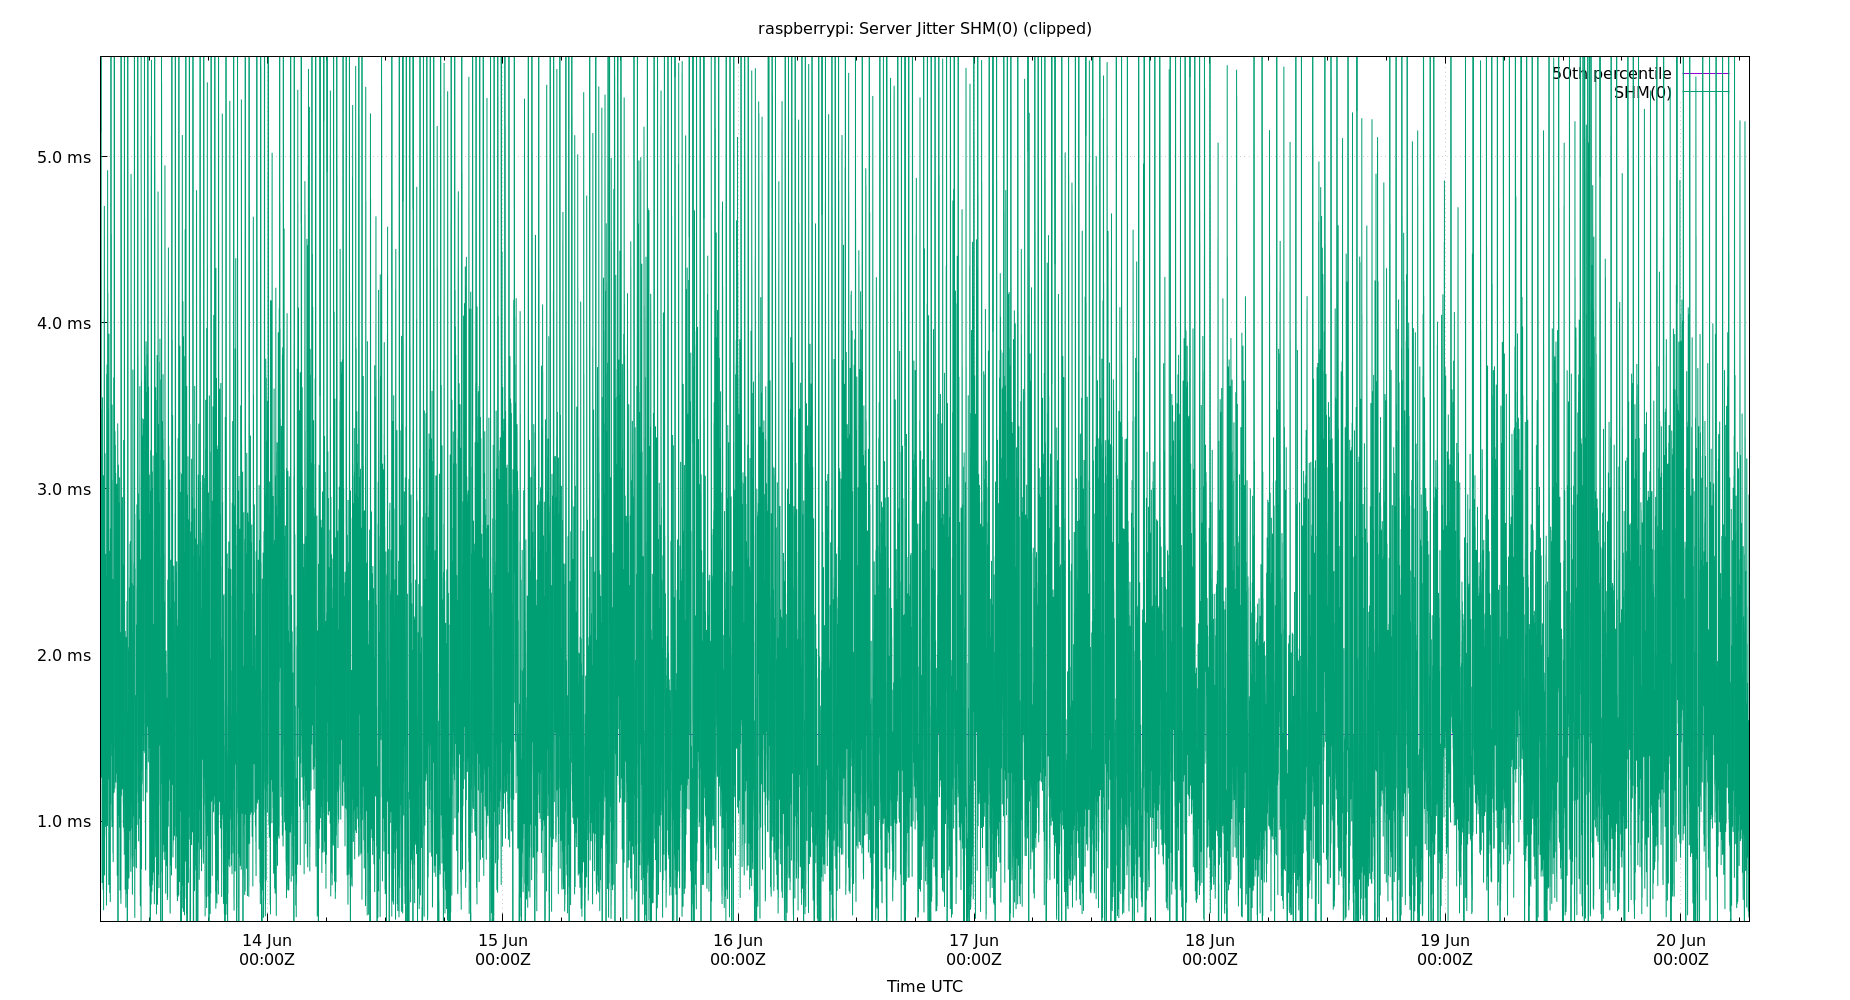 raspberrypi: Server Jitter SHM(0) (clipped)
50th percentile
SHM(0)
5.0 ms
4.0 ms
3.0 ms
2.0 ms
1.0 ms
14 Jun 15 Jun 16 Jun 17 Jun 18 Jun 19 Jun 20 Jun
00:00Z 00:00Z 00:00Z 00:00Z 00:00Z 00:00Z 00:00Z
Time UTC